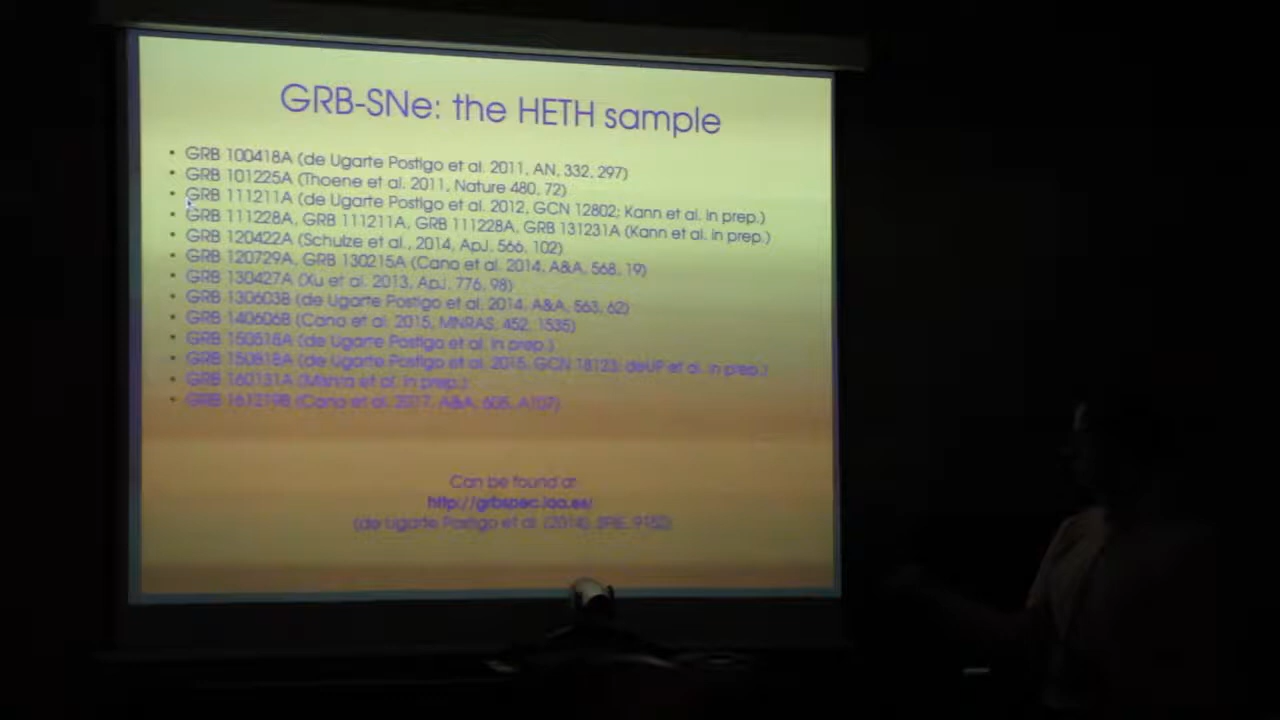 GRB-SNe: the HETH sample
• GRB 100418A (de Ugarte Postigo et al. 2011, AN, 332, 297)
• GRB 101225A (Thoene et al. 2011, Nature 480, 72)
• GRB 111211A (de Ugarte Postigo et al. 2012, GCN 12802; Kann et al. in prep.)
• GRB 111228A, GRB 111211A, GRB 111228A, GRB 131231A (Kann et al. in prep.)
• GRB 120422A (Schulze et al., 2014, ApJ, 566, 102)
• GRB 120729A, GRB 130215A (Cano et al. 2014, A&A, 568, 19)
• GRB 130427A (Xu et al. 2013, ApJ, 776, 98)
• GRB 130603B (de Ugarte Postigo et al. 2014, A&A, 563, 62)
• GRB 140606B (Cano et al. 2015, MNRAS, 452, 1535)
• GRB 150518A (de Ugarte Postigo et al. in prep.)
• GRB 150818A (de Ugarte Postigo et al. 2015, GCN 18123; deUP et al. in prep.)
• GRB 160131A (et al. in prep.)
• GRB 161219B (Cano et al. 2017, A&A, 605, A107)
Can be found at
http://grbspec.iaa.es/
(de Ugarte Postigo et al. (2014), SPIE, 9152)